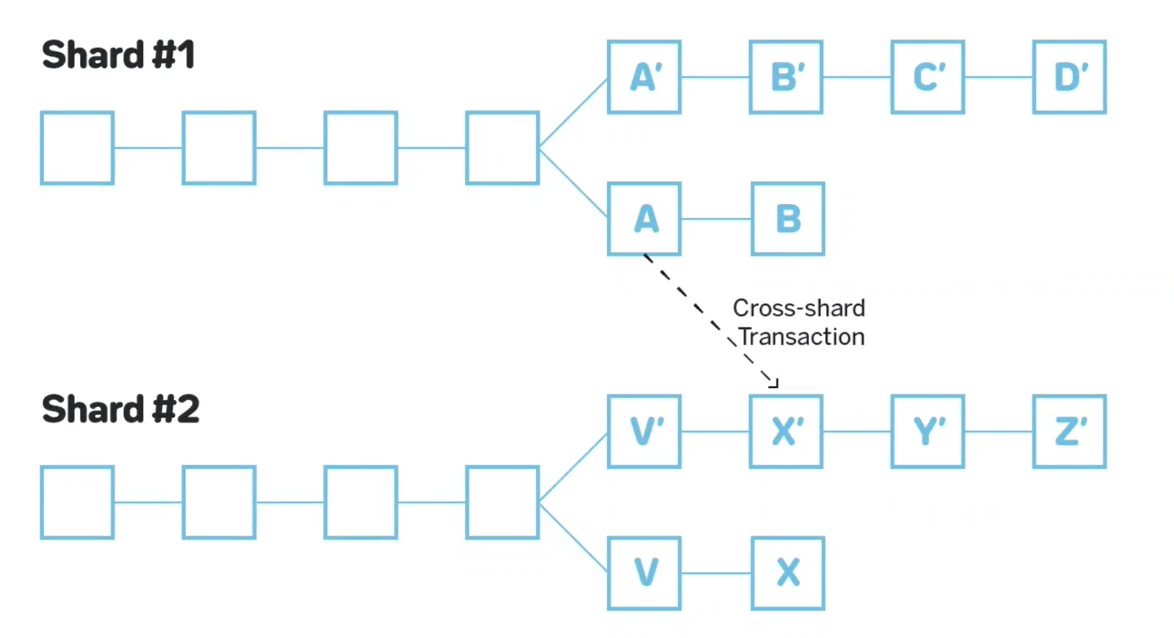 Shard #1
A′ B′ C′ D′
A B
Cross-shard
Transaction
Shard #2
V′ X′ Y′ Z′
V X